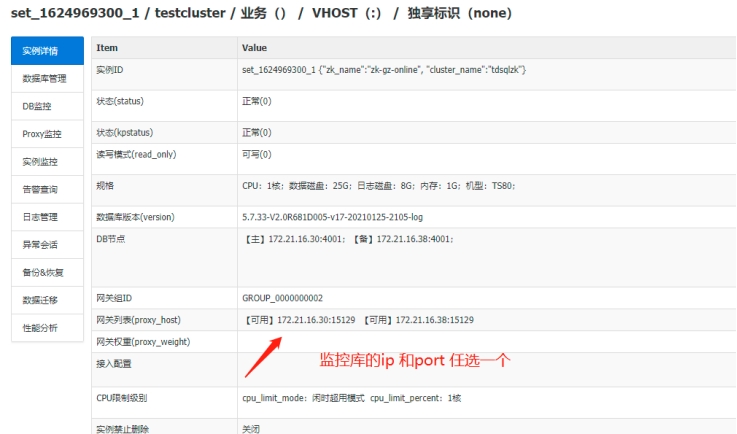 set_1624969300_1 / testcluster / 业务（） / VHOST（:） / 独享标识（none）
实例详情
数据库管理
DB监控
Proxy监控
实例监控
告警查询
日志管理
异常会话
备份&恢复
数据迁移
性能分析
Item Value
实例ID set_1624969300_1 {"zk_name":"zk-gz-online", "cluster_name":"tdsqlzk"}
状态(status) 正常(0)
状态(kpstatus) 正常(0)
读写模式(read_only) 可写(0)
规格 CPU: 1核; 数据磁盘: 25G; 日志磁盘: 8G; 内存: 1G; 机型: TS80;
数据库版本(version) 5.7.33-V2.0R681D005-v17-20210125-2105-log
DB节点 【主】172.21.16.30:4001; 【备】172.21.16.38:4001;
网关组ID GROUP_0000000002
网关列表(proxy_host) 【可用】172.21.16.30:15129 【可用】172.21.16.38:15129
网关权重(proxy_weight)
监控库的ip 和port 任选一个
接入配置
CPU限制级别 cpu_limit_mode: 闲时超用模式 cpu_limit_percent: 1核
实例禁止删除 关闭